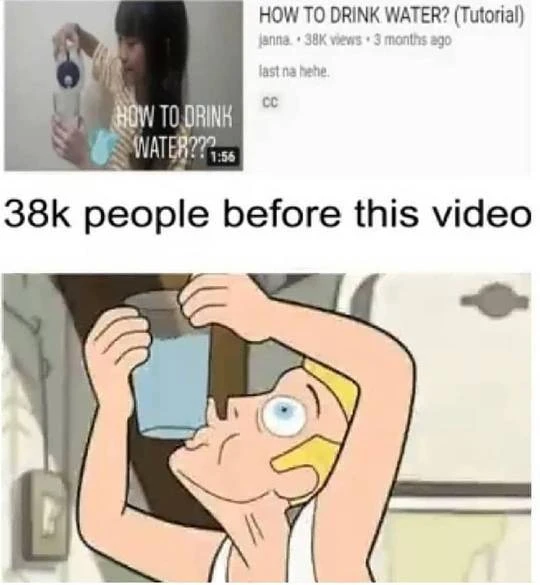 HOW TO DRINK WATER? (Tutorial)
janna. • 38K views • 3 months ago
last na hehe.
CC
HOW TO DRINK
WATER???
1:56
38k people before this video